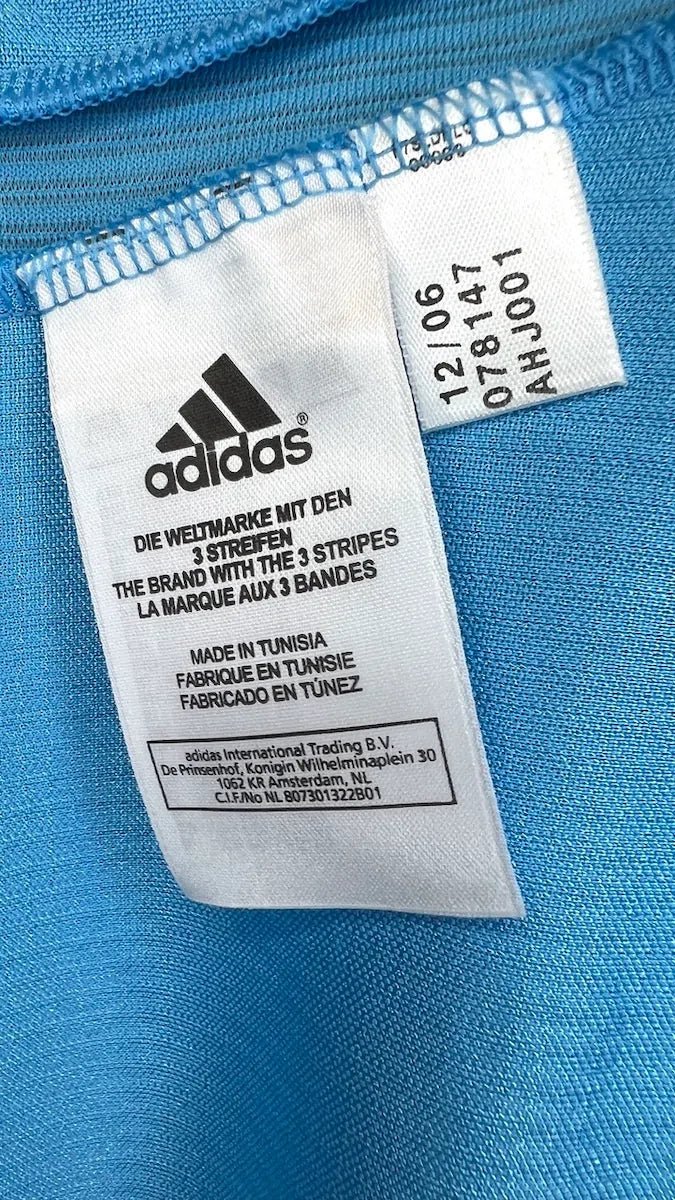 adidas®
DIE WELTMARKE MIT DEN
3 STREIFEN
THE BRAND WITH THE 3 STRIPES
LA MARQUE AUX 3 BANDES
MADE IN TUNISIA
FABRIQUE EN TUNISIE
FABRICADO EN TÚNEZ
adidas International Trading B.V.
De Prinsenhof, Konigin Wilhelminaplein 30
1062 KR Amsterdam, NL
C.I.F/No NL 807301322B01
12/06
078147
AHJ001